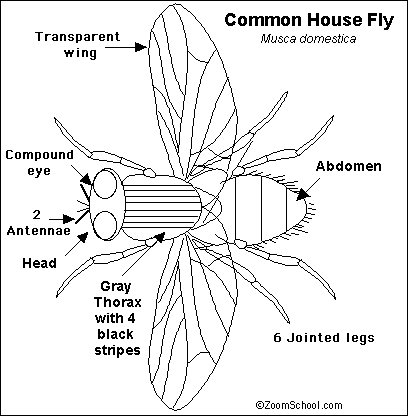 Common House Fly
Musca domestica
Transparent
wing
Compound
eye
Abdomen
2
Antennae
Head
Gray
Thorax
with 4
black
stripes
6 Jointed legs
©ZoomSchool.com